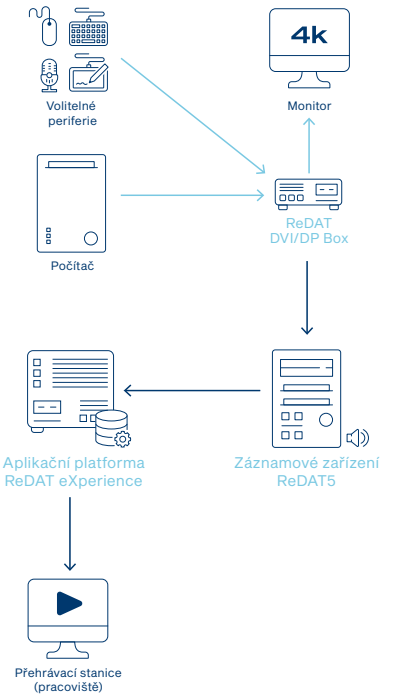 4k
Volitelné
periferie
Monitor
ReDAT
DVI/DP Box
Počítač
Aplikační platforma
ReDAT eXperience
Záznamové zařízení
ReDAT5
Přehrávací stanice
(pracoviště)